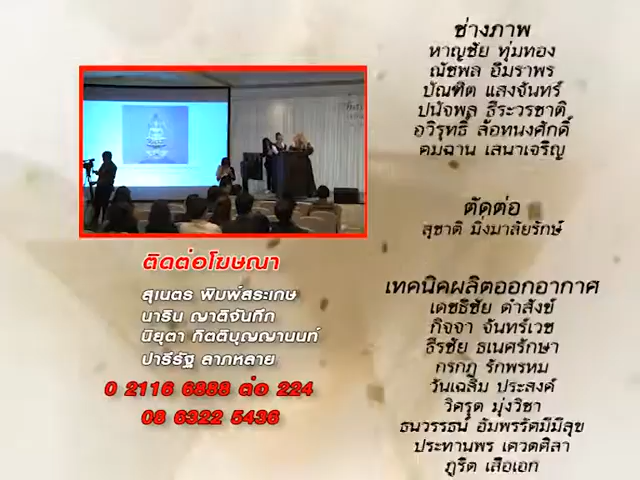 ติดต่อโฆษณา
สุเนตร พิมพ์สระเกษ
นาริน ญาติจันทึก
นิยุตา กิตติบุญญานนท์
ปารีรัฐ ลาภหลาย
0 2116 6888 ต่อ 224
08 6322 5436
ช่างภาพ
หาญชัย ทุ่มทอง
ณัชพล อิมราพร
บัณฑิต แสงจันทร์
ปนัจพล ธีระวรชาติ
อวิรุทธิ์ ล้อทนงศักดิ์
คมฉาน เสนาเจริญ
ตัดต่อ
สุชาติ มิ่งมาลัยรักษ์
เทคนิคผลิตออกอากาศ
เดชธิชัย ดำสังข์
กิจจา จันทร์เวช
ธีรชัย ธเนศรักษา
กรกฎ รักพรหม
วันเฉลิม ประสงค์
วิศรุต มุ่งวิชา
ธนวรรธน์ อัมพรรัศมีมีสุข
ประทานพร เศวตศิลา
ภูริต เสือเอก